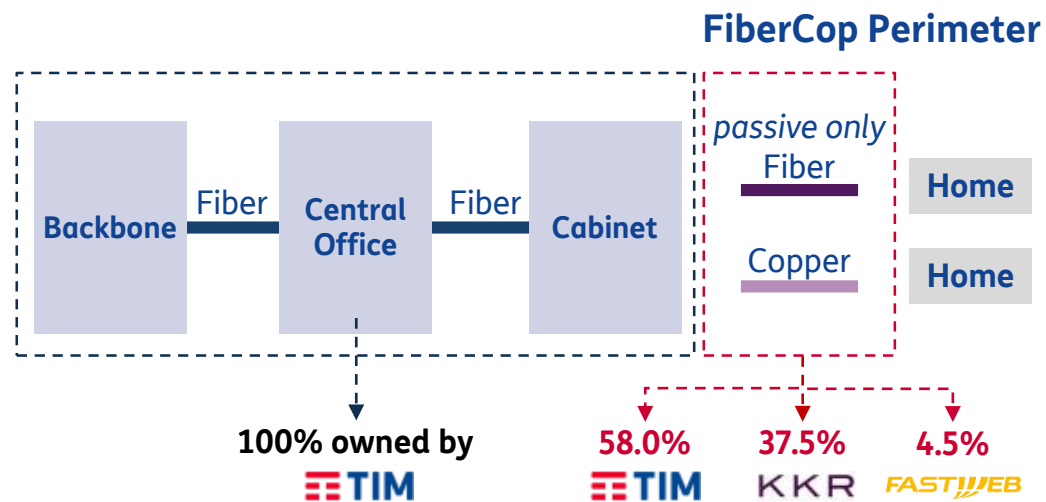 FiberCop Perimeter
passive only
Fiber
Fiber
Fiber
Backbone
Central
Office
Cabinet
Home
Copper
Home
100% owned by
TIM
58.0%
37.5%
4.5%
TIM
KKR
FASTWEB